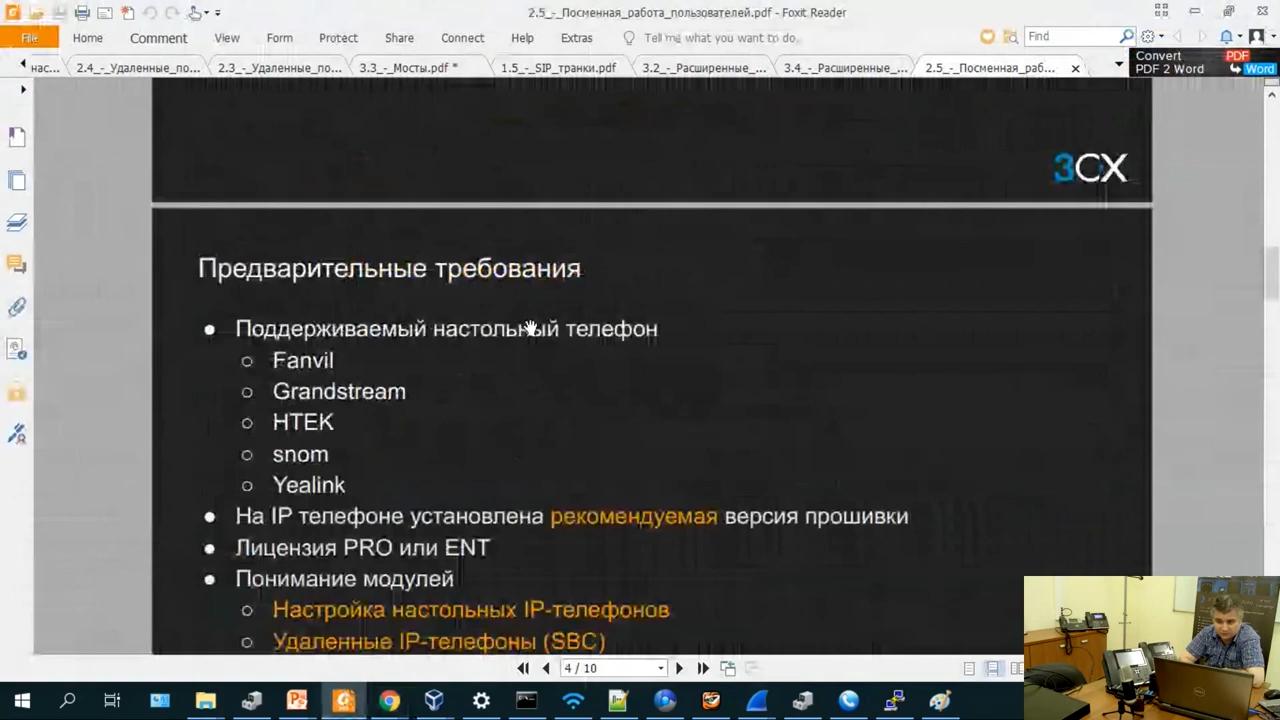 2.5_-_Посменная_работа_пользователей.pdf - Foxit Reader
File Home Comment View Form Protect Share Connect Help Extras Tell me what you want to do. Find
нас... 2.4_-_Удаленные_по... 2.3_-_Удаленные_по... 3.3_-_Мосты.pdf * 1.5_-_SIP_транки.pdf 3.2_-_Расширенные_... 3.4_-_Расширенные_... 2.5_-_Посменная_раб...
Convert PDF
PDF 2 Word Word
3CX
Предварительные требования
● Поддерживаемый настольный телефон
○ Fanvil
○ Grandstream
○ HTEK
○ snom
○ Yealink
● На IP телефоне установлена рекомендуемая версия прошивки
● Лицензия PRO или ENT
● Понимание модулей
○ Настройка настольных IP-телефонов
○ Удаленные IP-телефоны (SBC)
4 / 10